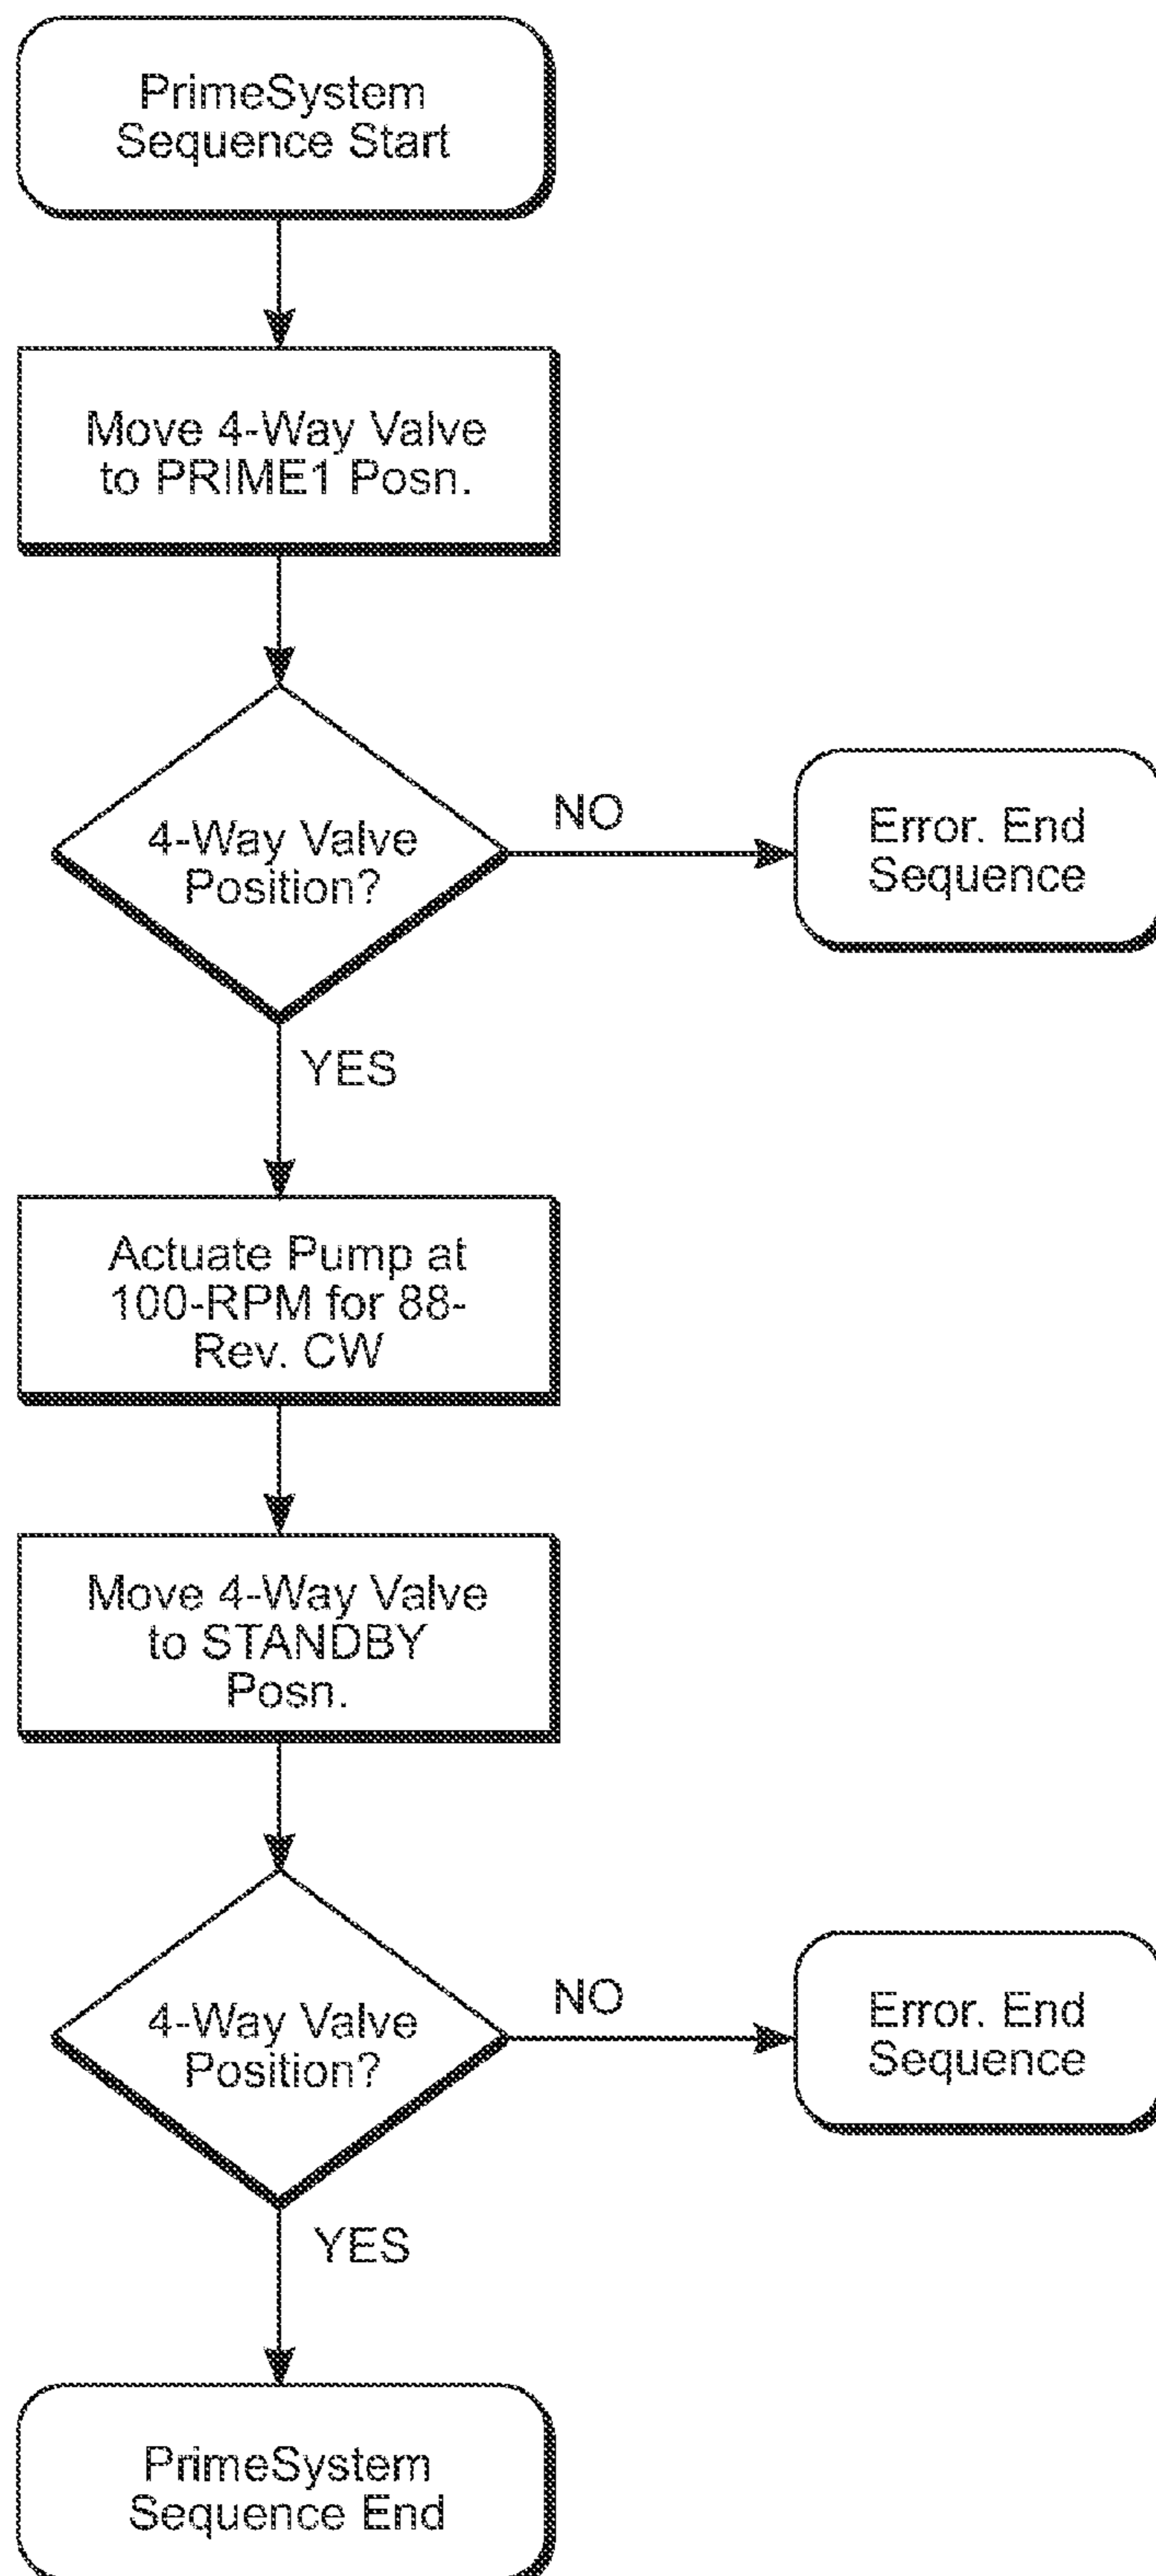 PrimeSystem
Sequence Start
Move 4-Way Valve
to PRIME1 Posn.
4-Way Valve
Position?
NO
Error. End
Sequence
YES
Actuate Pump at
100-RPM for 88-
Rev. CW
Move 4-Way Valve
to STANDBY
Posn.
4-Way Valve
Position?
NO
Error. End
Sequence
YES
PrimeSystem
Sequence End